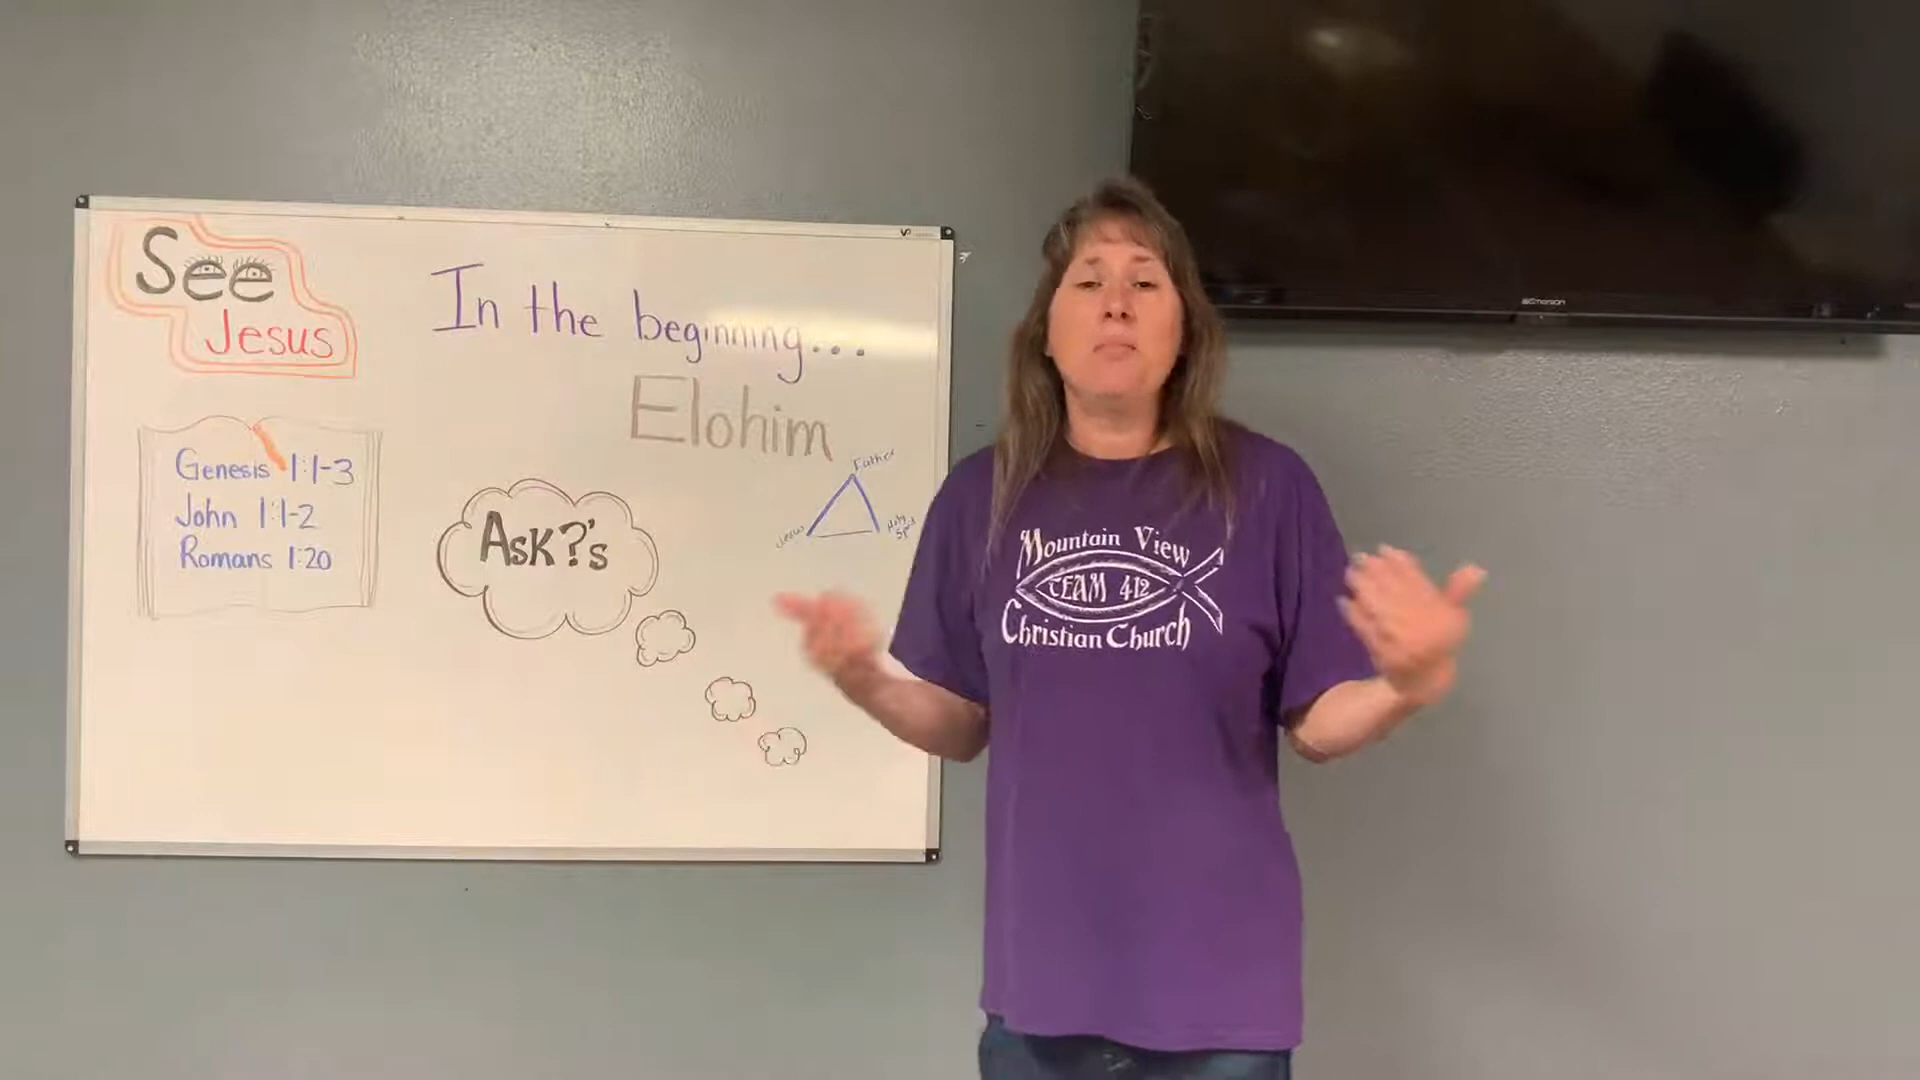 See
Jesus
In the beginning...
Elohim
Genesis 1:1-3
John 1:1-2
Romans 1:20
Ask?'s
Father
Jesus
Holy
Mountain View
TEAM 412
Christian Church
Emerson